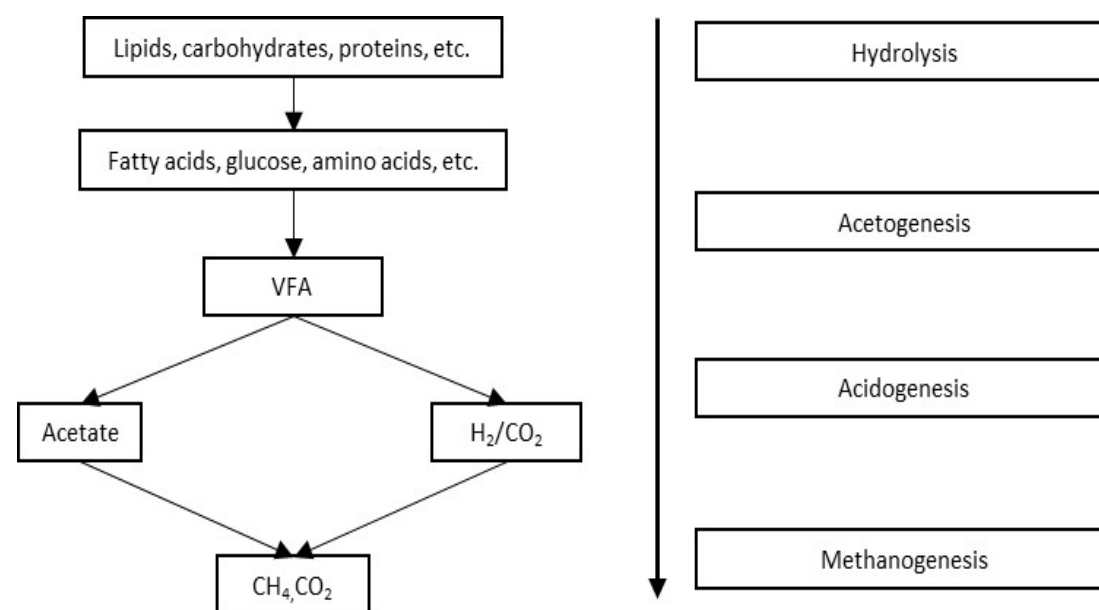 Lipids, carbohydrates, proteins, etc.
Fatty acids, glucose, amino acids, etc.
VFA
Acetate
H₂/CO₂
CH₄,CO₂
Hydrolysis
Acetogenesis
Acidogenesis
Methanogenesis